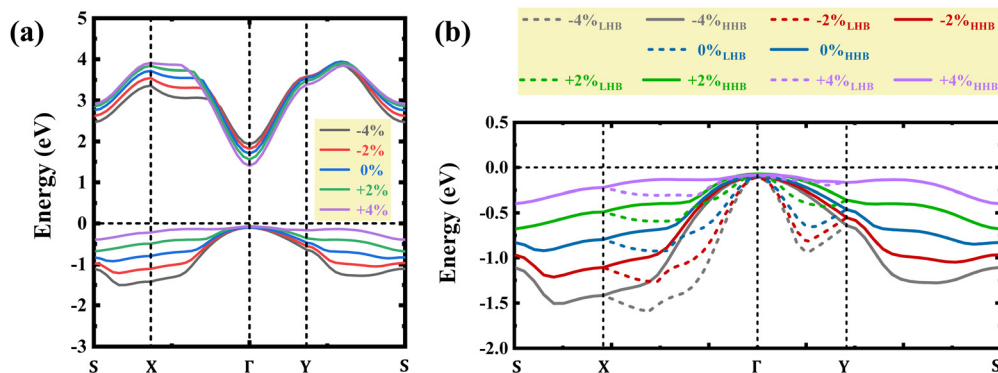 (a)
Energy (eV)
5
4
3
2
1
0
-1
-2
-3
-4%
-2%
0%
+2%
+4%
S X Γ Y S
(b)
-4%LHB -4%HHB -2%LHB -2%HHB
0%LHB 0%HHB
+2%LHB +2%HHB +4%LHB +4%HHB
Energy (eV)
0.5
0.0
-0.5
-1.0
-1.5
-2.0
S X Γ Y S